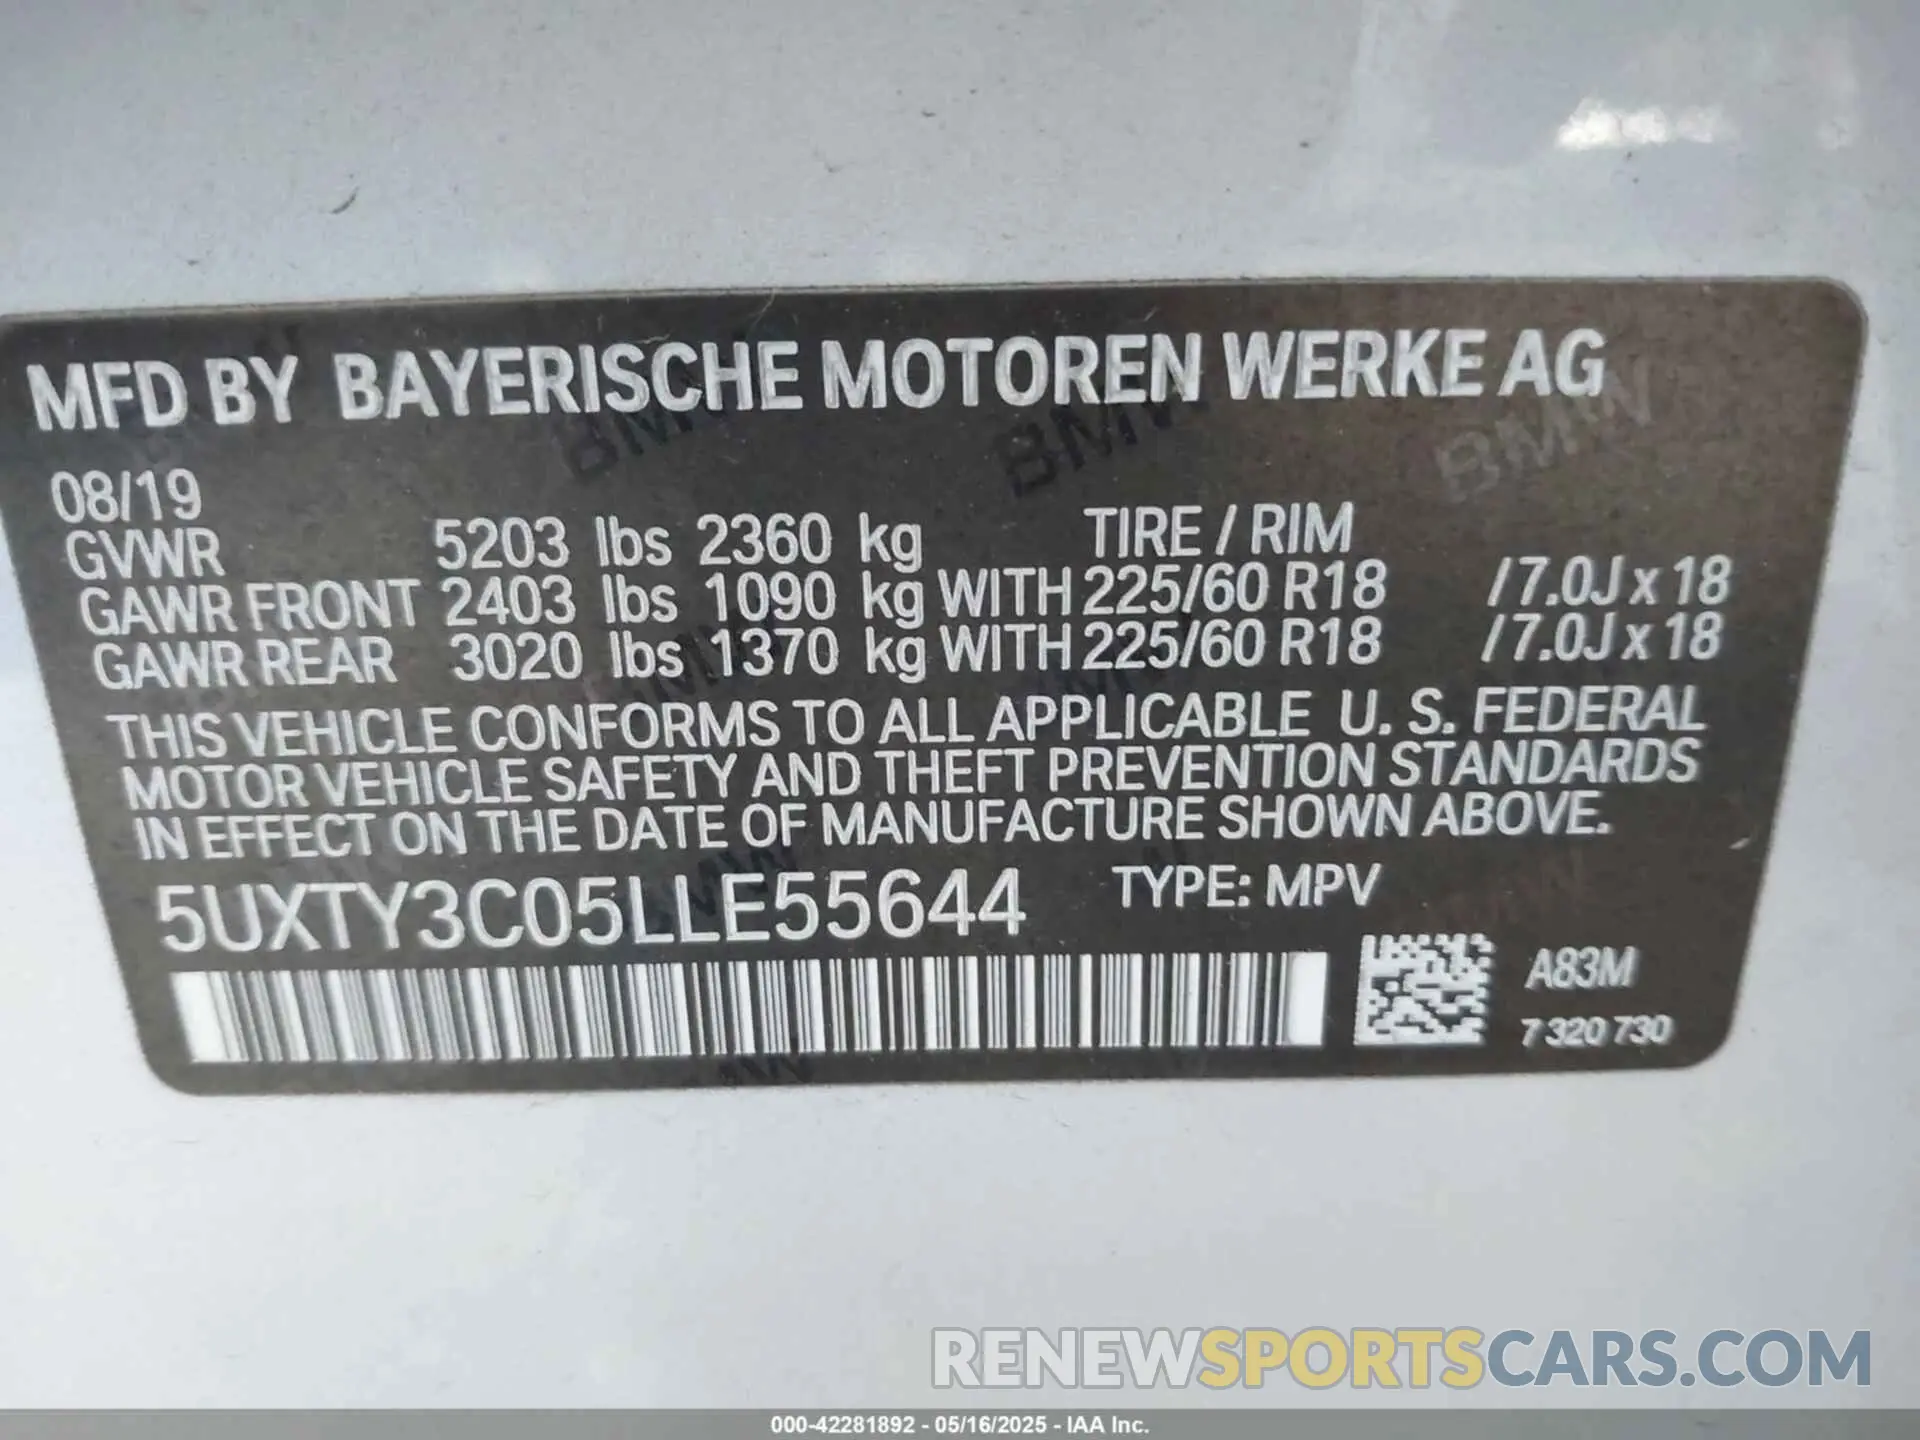 MFD BY BAYERISCHE MOTOREN WERKE AG
08/19
GVWR 5203 lbs 2360 kg TIRE / RIM
GAWR FRONT 2403 lbs 1090 kg WITH 225/60 R18 /7.0J x 18
GAWR REAR 3020 lbs 1370 kg WITH 225/60 R18 /7.0J x 18
THIS VEHICLE CONFORMS TO ALL APPLICABLE U. S. FEDERAL
MOTOR VEHICLE SAFETY AND THEFT PREVENTION STANDARDS
IN EFFECT ON THE DATE OF MANUFACTURE SHOWN ABOVE.
5UXTY3C05LLE55644 TYPE: MPV
A83M
7 320 730
RENEWSPORTSCARS.COM
000-42281892 - 05/16/2025 - IAA Inc.